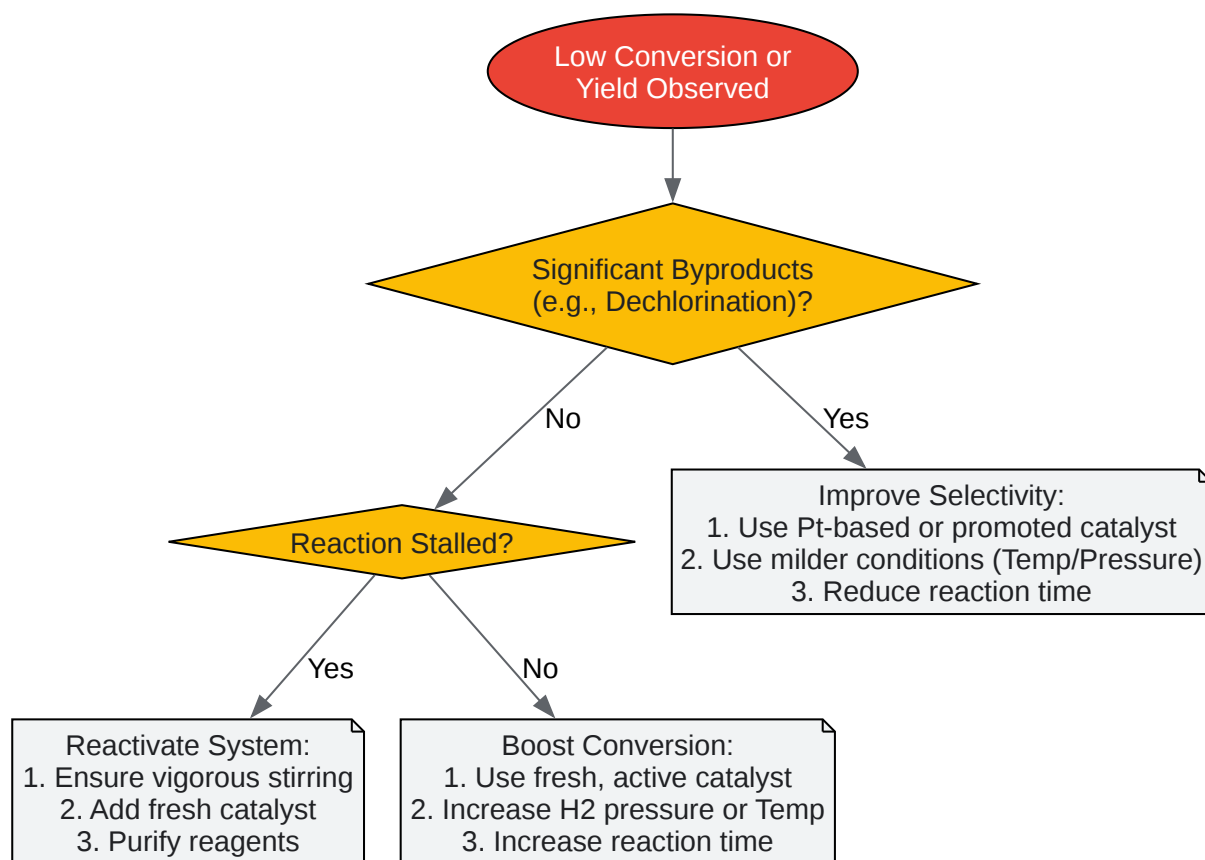 Low Conversion or
Yield Observed
Significant Byproducts
(e.g., Dechlorination)?
No
Yes
Improve Selectivity:
1. Use Pt-based or promoted catalyst
2. Use milder conditions (Temp/Pressure)
3. Reduce reaction time
Reaction Stalled?
Yes
No
Reactivate System:
1. Ensure vigorous stirring
2. Add fresh catalyst
3. Purify reagents
Boost Conversion:
1. Use fresh, active catalyst
2. Increase H2 pressure or Temp
3. Increase reaction time